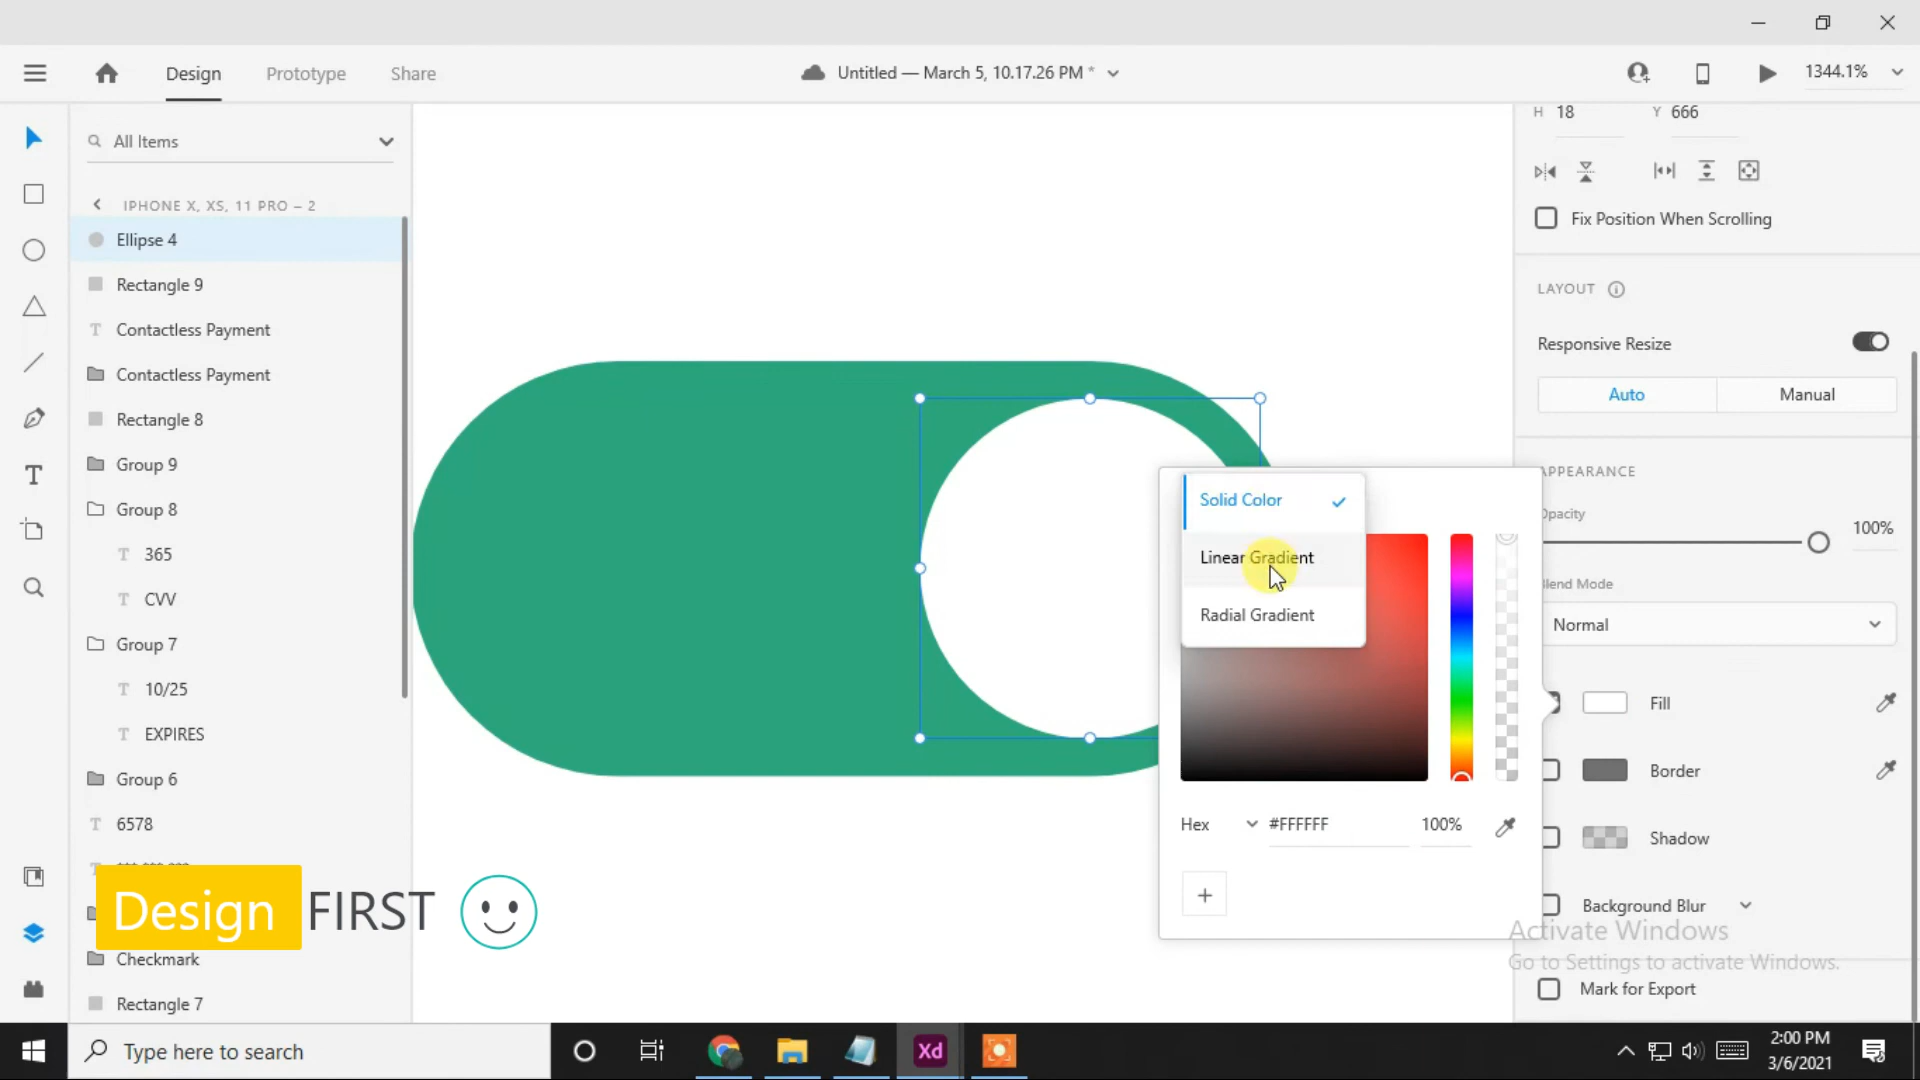 Design Prototype Share
Untitled — March 5, 10.17.26 PM *
1344.1%
All Items
IPHONE X, XS, 11 PRO – 2
Ellipse 4
Rectangle 9
Contactless Payment
Contactless Payment
Rectangle 8
Group 9
Group 8
365
CVV
Group 7
10/25
EXPIRES
Group 6
6578
Design FIRST
Checkmark
Rectangle 7
Solid Color
Linear Gradient
Radial Gradient
Hex #FFFFFF 100%
H 18 Y 666
Fix Position When Scrolling
LAYOUT
Responsive Resize
Auto Manual
APPEARANCE
Opacity
100%
Blend Mode
Normal
Fill
Border
Shadow
Background Blur
Activate Windows
Go to Settings to activate Windows.
Mark for Export
Type here to search
Xd
2:00 PM
3/6/2021